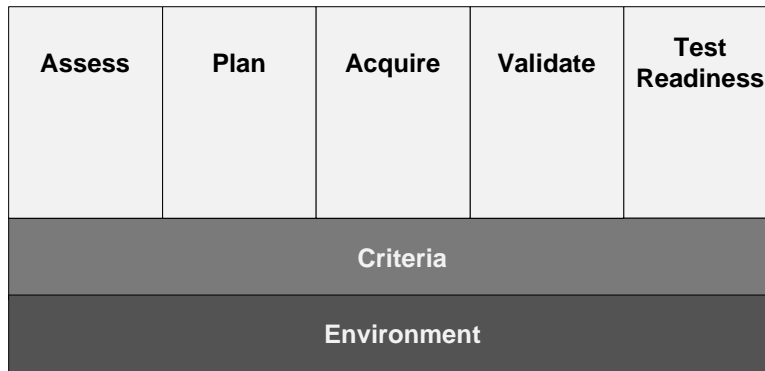 Assess
Plan
Acquire
Validate
Test
Readiness
Criteria
Environment